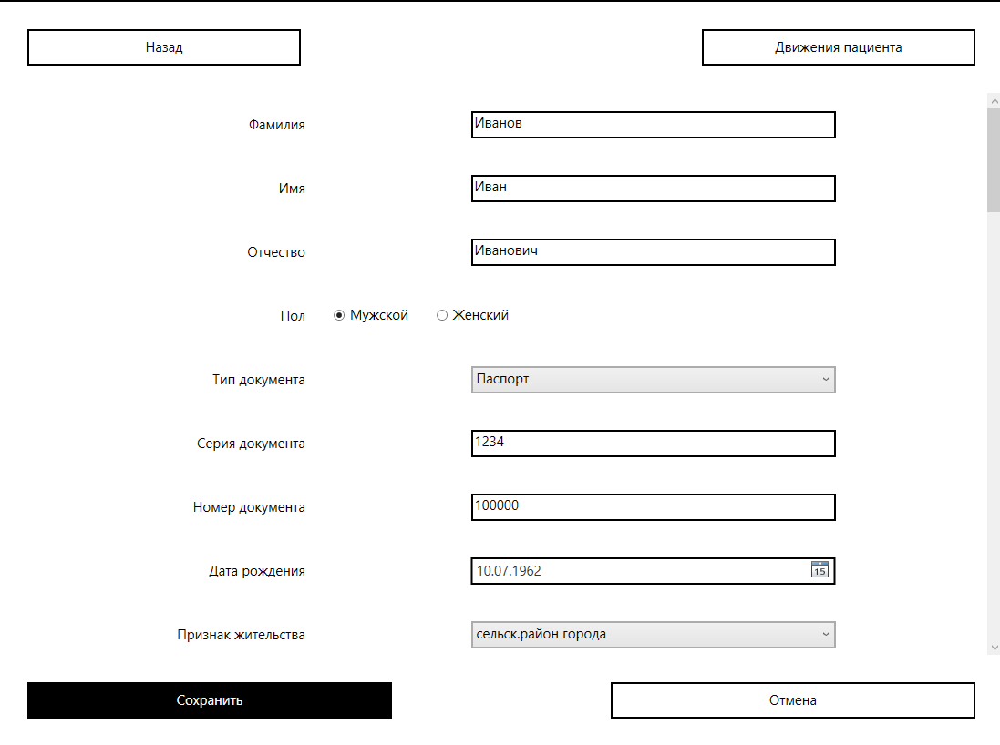 Назад
Движения пациента
Фамилия Иванов
Имя Иван
Отчество Иванович
Пол Мужской Женский
Тип документа Паспорт
Серия документа 1234
Номер документа 100000
Дата рождения 10.07.1962 15
Признак жительства сельск.район города
Сохранить
Отмена